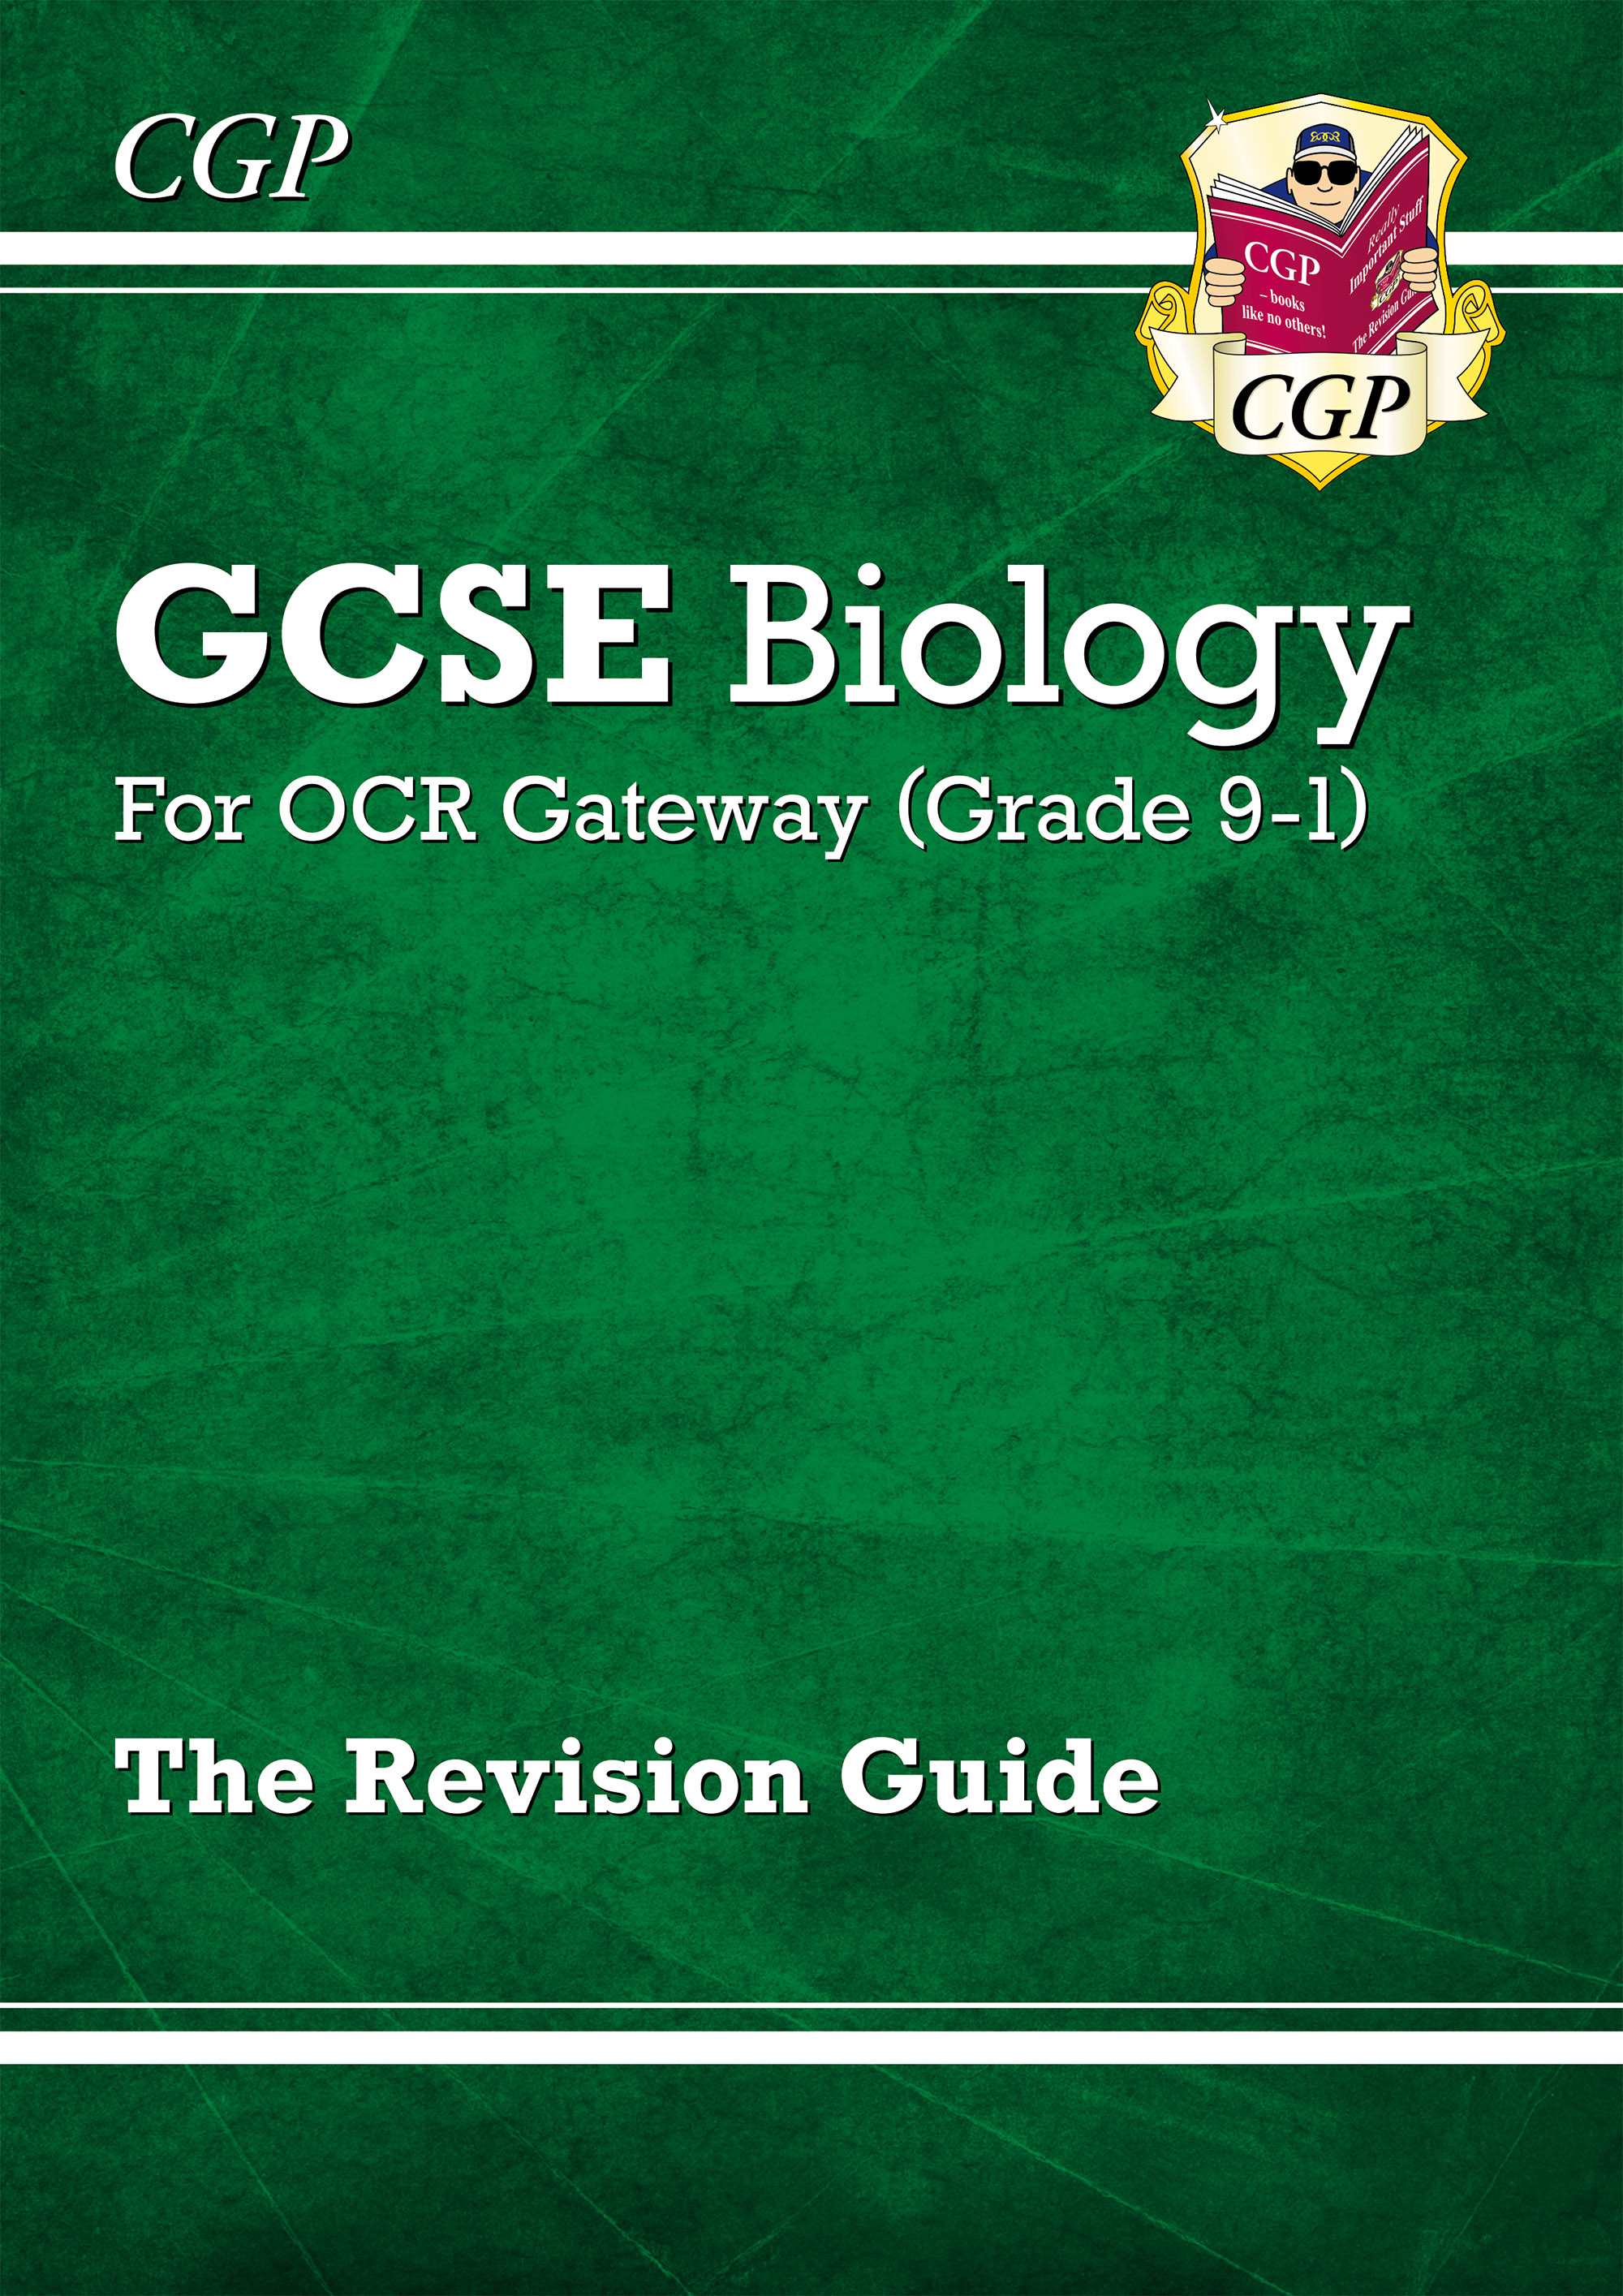 CGP
CGP
– books
like no others!
Really
Important Stuff
CGP
The Revision
CGP
GCSE Biology
For OCR Gateway (Grade 9-1)
The Revision Guide